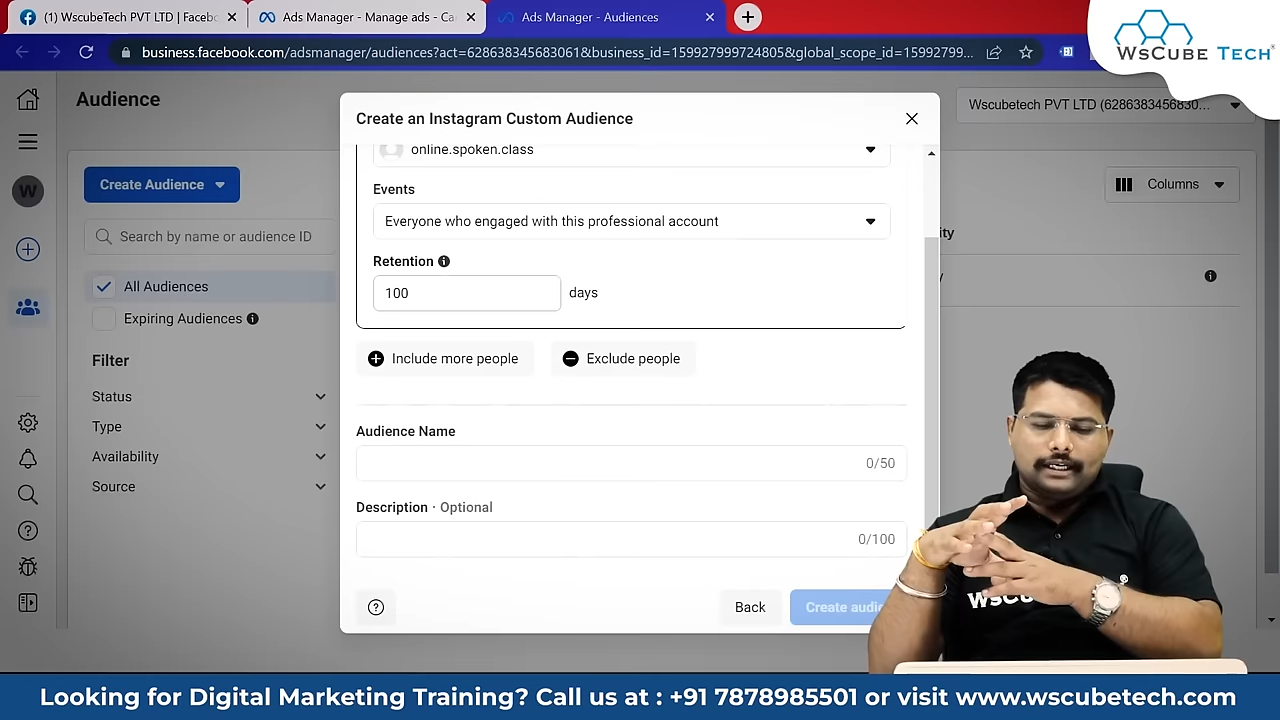 (1) WscubeTech PVT LTD | Faceb
Ads Manager - Manage ads - Ca
Ads Manager - Audiences
business.facebook.com/adsmanager/audiences?act=628638345683061&business_id=159927999724805&global_scope_id=15992799...
WsCube Tech
Audience
Wscubetech PVT LTD (6286383456830...
W
Create Audience
Search by name or audience ID
All Audiences
Expiring Audiences
Filter
Status
Type
Availability
Source
Columns
ity
Create an Instagram Custom Audience
online.spoken.class
Events
Everyone who engaged with this professional account
Retention
100
days
Include more people
Exclude people
Audience Name
0/50
Description · Optional
0/100
Back
Create audi
Looking for Digital Marketing Training? Call us at : +91 7878985501 or visit www.wscubetech.com